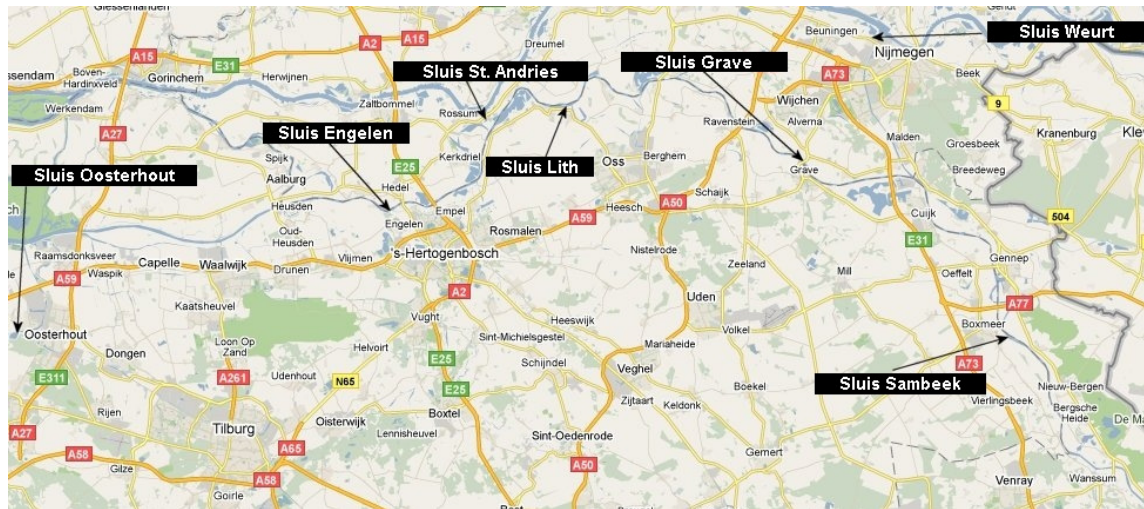 Giessenlanden
Gendt
Beuningen
Sluis Weurt
Dreumel
A2
A15
Nijmegen
A15
E31
Sluis Grave
Boven-
Hardinxveld
Gorinchem
Herwijnen
Sluis St. Andries
A73
Beek
Wijchen
Werkendam
Zaltbommel
Rossum
9
A27
Ravenstein
Alverna
Kranenburg
Sluis Engelen
Malden
Groesbeek
Spijk
Kerkdriel
Sluis Lith
Oss
Berghem
Breedeweg
Sluis Oosterhout
Aalburg
E25
Grave
Hedel
Schaijk
Heusden
Empel
Heesch
A50
504
Engelen
A59
Cuijk
Oud-
Heusden
Rosmalen
E31
Raamsdonksveer
Capelle
Waalwijk
Vlijmen
's-Hertogenbosch
Nistelrode
Gennep
Waspik
Drunen
Zeeland
Mill
Oeffelt
A59
A2
A77
Kaatsheuvel
Uden
Vught
Heeswijk
Boxmeer
Oosterhout
Volkel
Sint-Michielsgestel
Loon Op
Zand
Helvoirt
Mariaheide
Dongen
E25
Schijndel
A73
E311
A261
Udenhout
N65
Veghel
Sluis Sambeek
E25
Boekel
Nieuw-Bergen
Zijtaart
Keldonk
Vierlingsbeek
Rijen
Boxtel
Bergsche
Heide
Oisterwijk
A27
Tilburg
Lennisheuvel
Sint-Oedenrode
A65
A58
Gemert
Gilze
A50
A58
Venray
Wanssum
Goirle